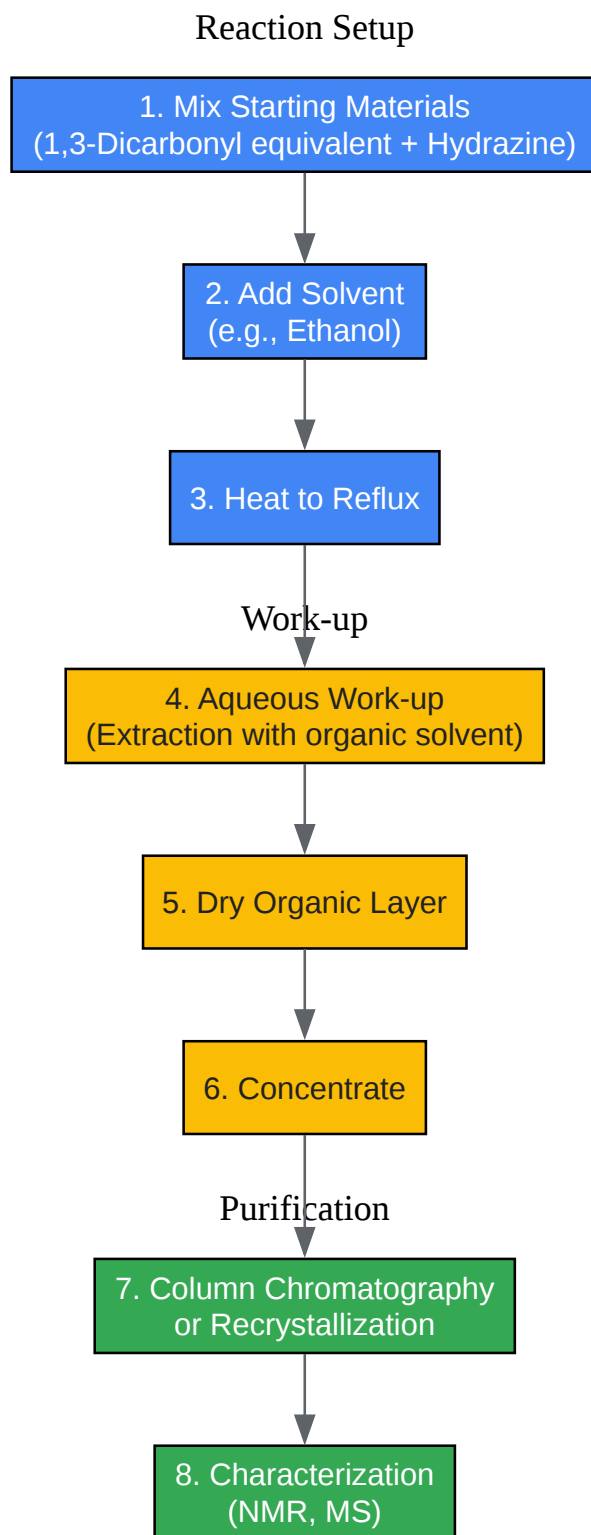 Reaction Setup
1. Mix Starting Materials
(1,3-Dicarbonyl equivalent + Hydrazine)
2. Add Solvent
(e.g., Ethanol)
3. Heat to Reflux
Work-up
4. Aqueous Work-up
(Extraction with organic solvent)
5. Dry Organic Layer
6. Concentrate
Purification
7. Column Chromatography
or Recrystallization
8. Characterization
(NMR, MS)